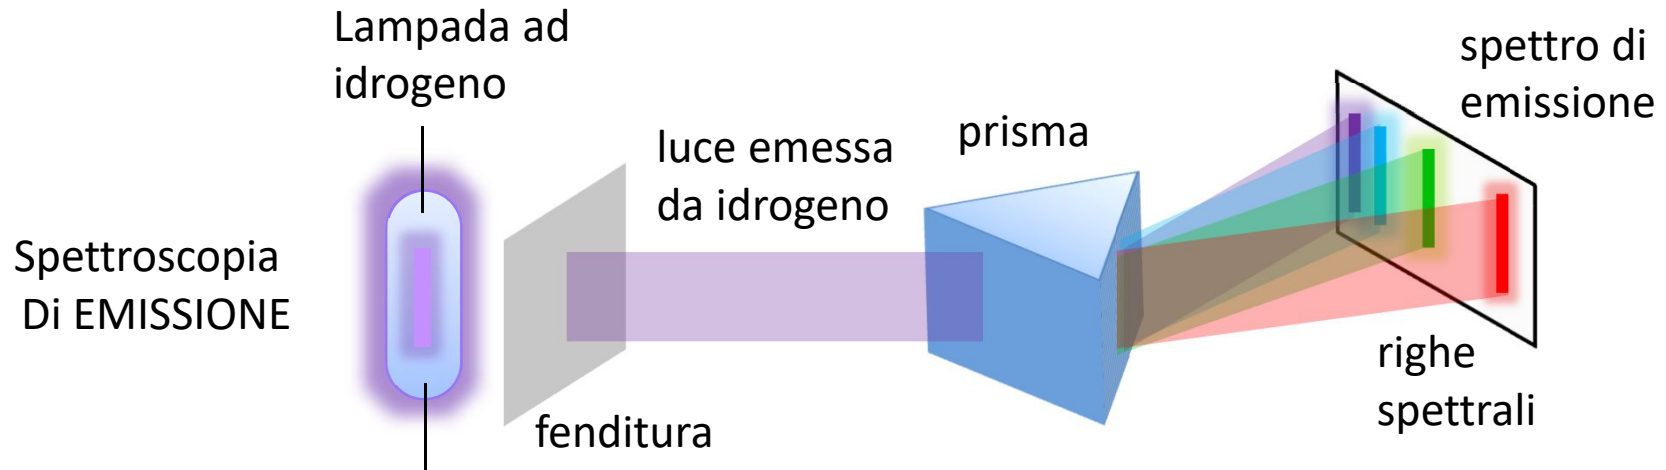 Lampada ad
idrogeno
spettro di
emissione
luce emessa
da idrogeno
prisma
Spettroscopia
Di EMISSIONE
righe
spettrali
fenditura